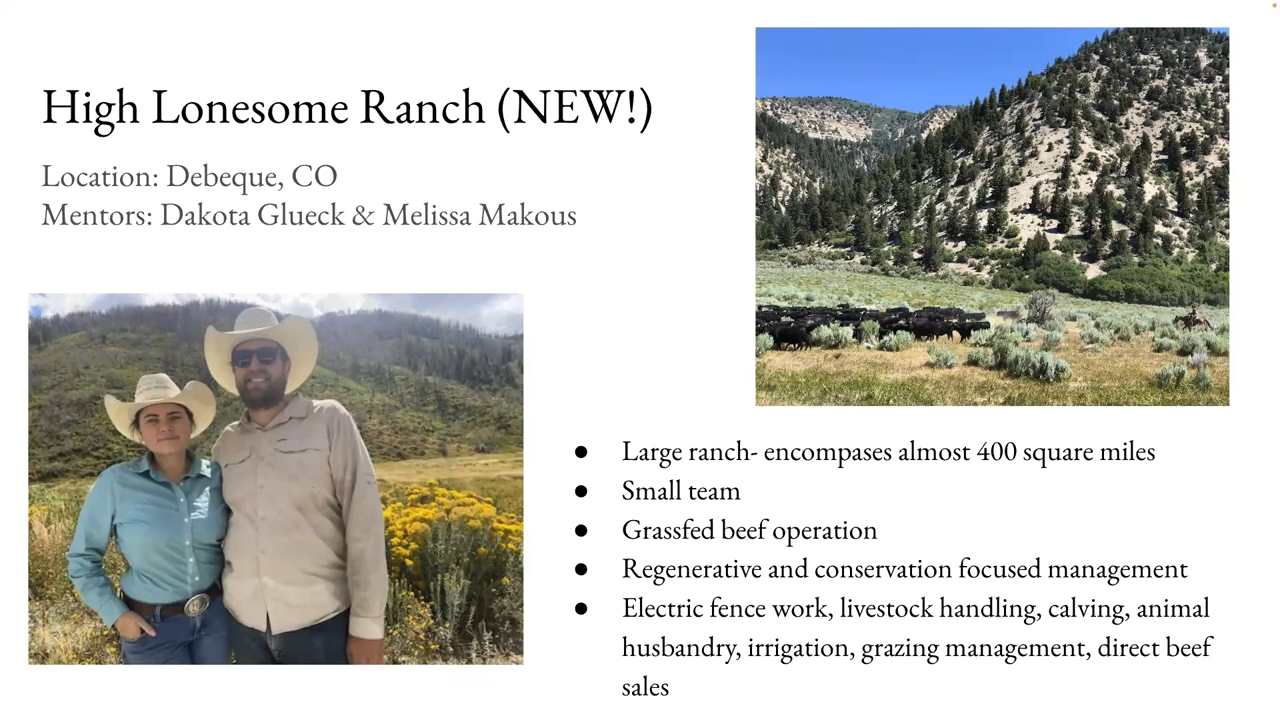 High Lonesome Ranch (NEW!)
Location: Debeque, CO
Mentors: Dakota Glueck & Melissa Makous
● Large ranch- encompases almost 400 square miles
● Small team
● Grassfed beef operation
● Regenerative and conservation focused management
● Electric fence work, livestock handling, calving, animal
husbandry, irrigation, grazing management, direct beef
sales